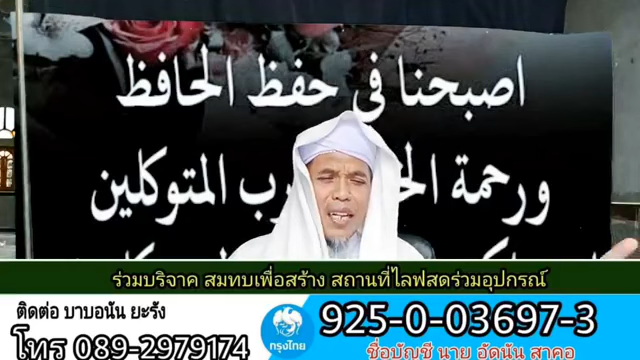 اصبحنا في حفظ الحافظ
ورحمة
رب المتوكلين
ร่วมบริจาค สมทบเพื่อสร้าง สถานที่ไลฟสดร่วมอุปกรณ์
ติดต่อ บาบอนัน ยะรัง
โทร 089-2979174
กรุงไทย
925-0-03697-3
ชื่อบัญชี นาย อัดนัน สาคอ